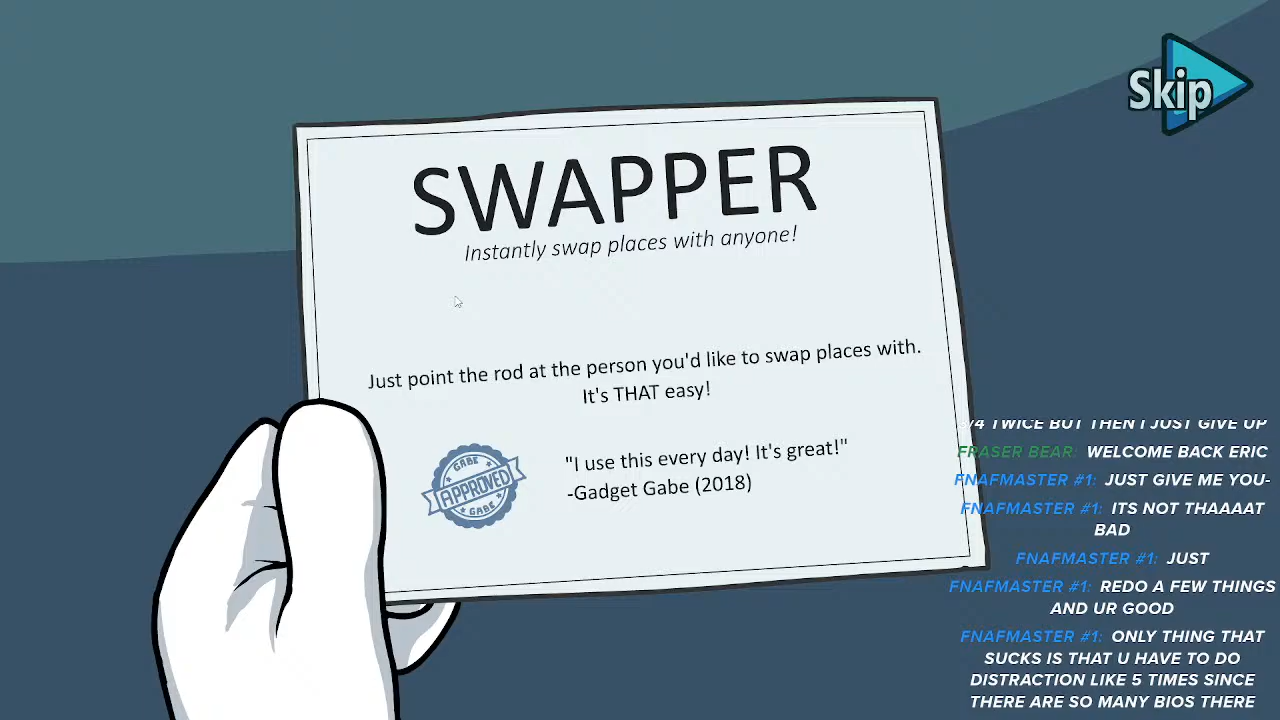 Skip
SWAPPER
Instantly swap places with anyone!
Just point the rod at the person you'd like to swap places with.
It's THAT easy!
GABE
APPROVED
GABE
"I use this every day! It's great!"
-Gadget Gabe (2018)
/4 TWICE BUT THEN I JUST GIVE UP
FRASER BEAR: WELCOME BACK ERIC
FNAFMASTER #1: JUST GIVE ME YOU-
FNAFMASTER #1: ITS NOT THAAAAT
BAD
FNAFMASTER #1: JUST
FNAFMASTER #1: REDO A FEW THINGS
AND UR GOOD
FNAFMASTER #1: ONLY THING THAT
SUCKS IS THAT U HAVE TO DO
DISTRACTION LIKE 5 TIMES SINCE
THERE ARE SO MANY BIOS THERE